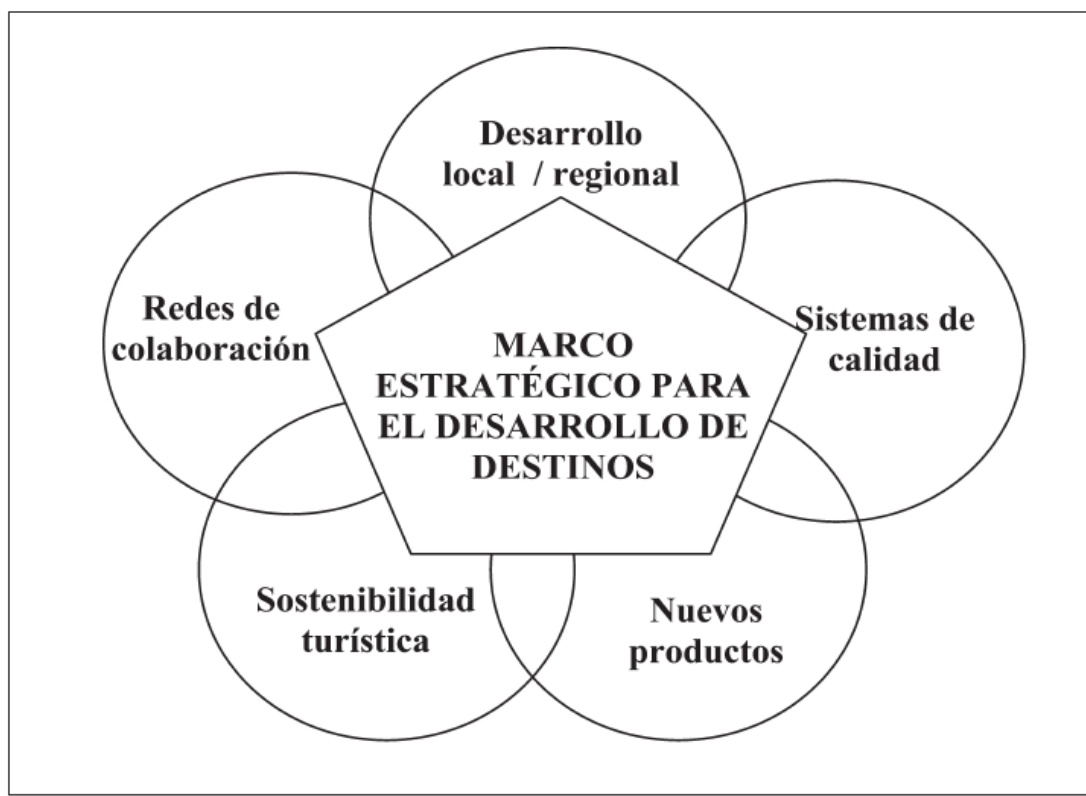 Desarrollo
local / regional
Redes de
colaboración
Sistemas de
calidad
MARCO
ESTRATÉGICO PARA
EL DESARROLLO DE
DESTINOS
Sostenibilidad
turística
Nuevos
productos